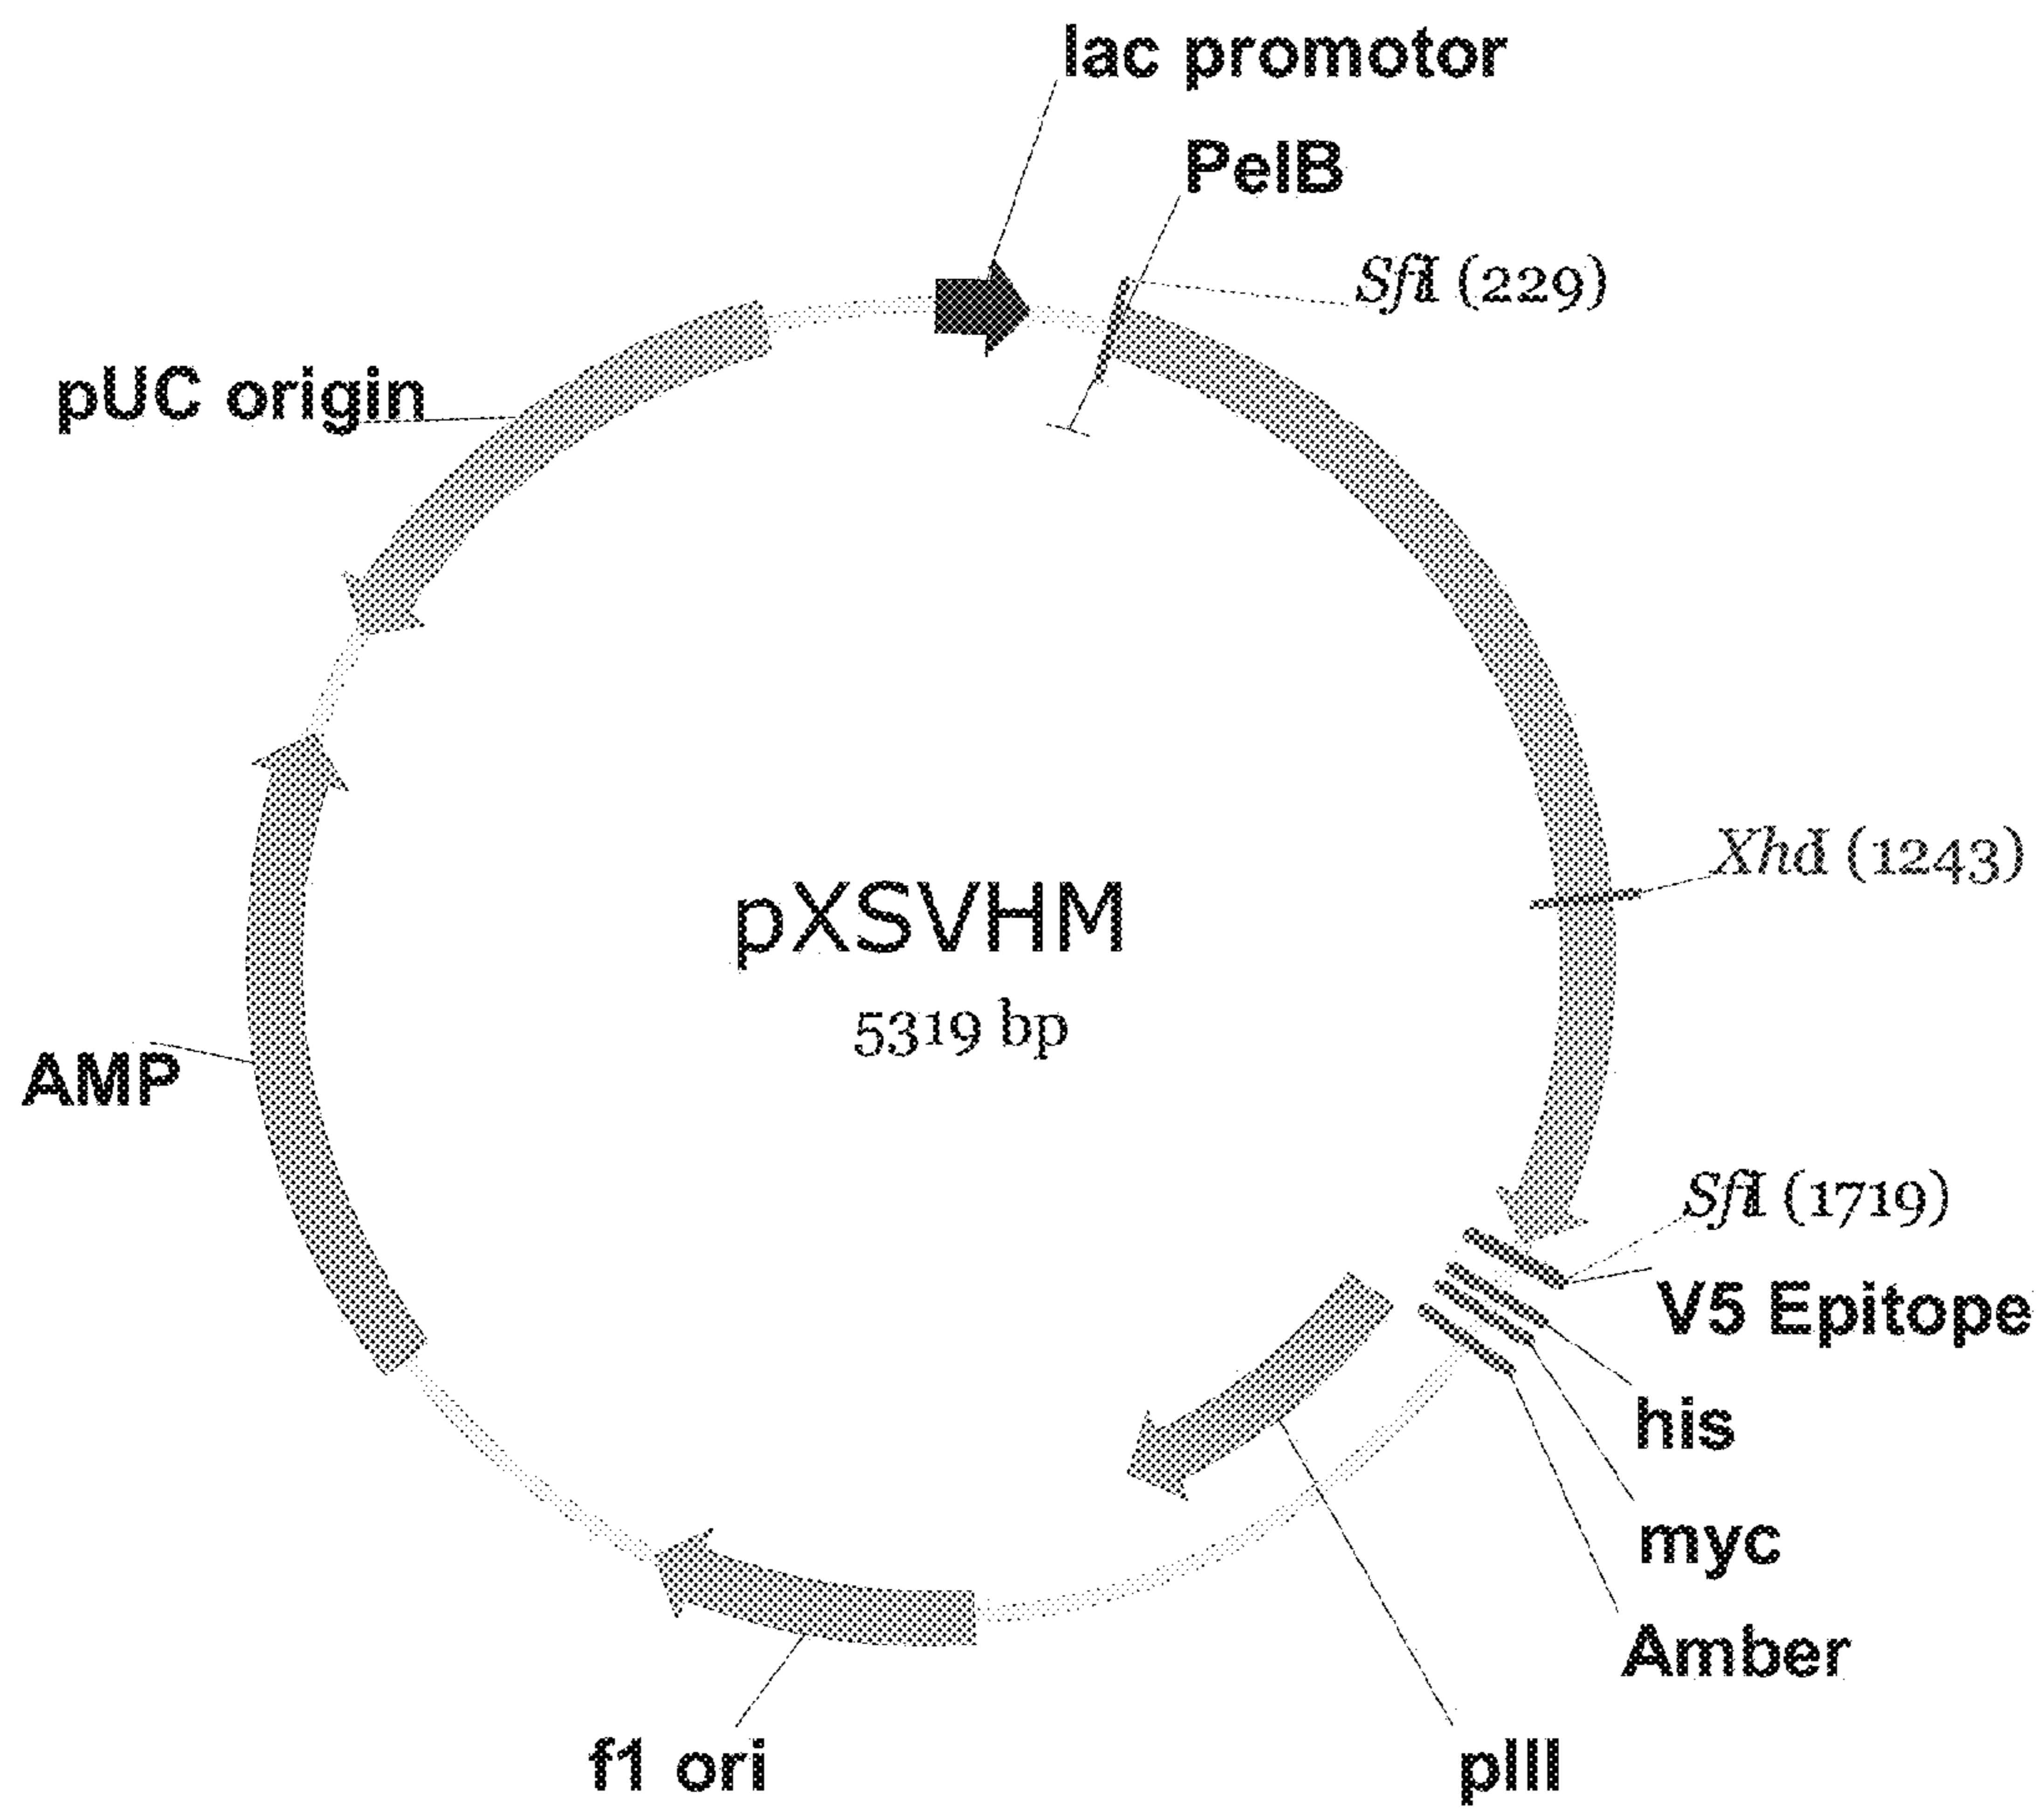 lac promotor
PelB
SfiI (229)
pUC origin
XhoI (1243)
pXSVHM
5319 bp
AMP
SfiI (1719)
V5 Epitope
his
myc
Amber
f1 ori
pIII